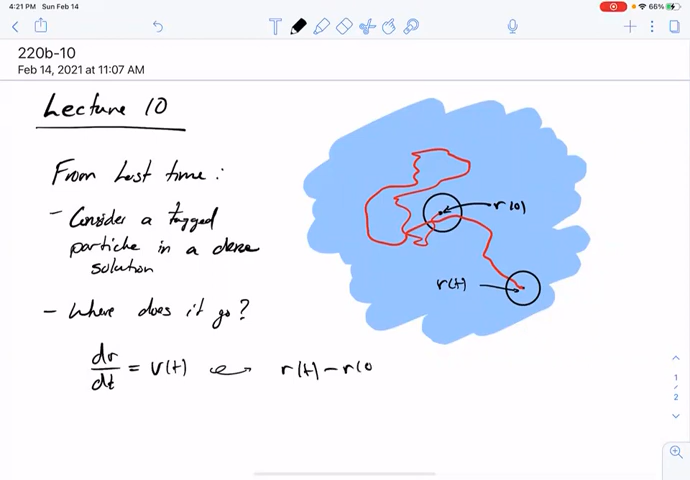 4:21 PM Sun Feb 14
66%
220b-10
Feb 14, 2021 at 11:07 AM
Lecture 10
From last time:
- Consider a tagged
particle in a dense
solution
r(0)
r(t)
- Where does it go?
dr/dt = v(t) ↔ r(t) - r(0
1
/
2